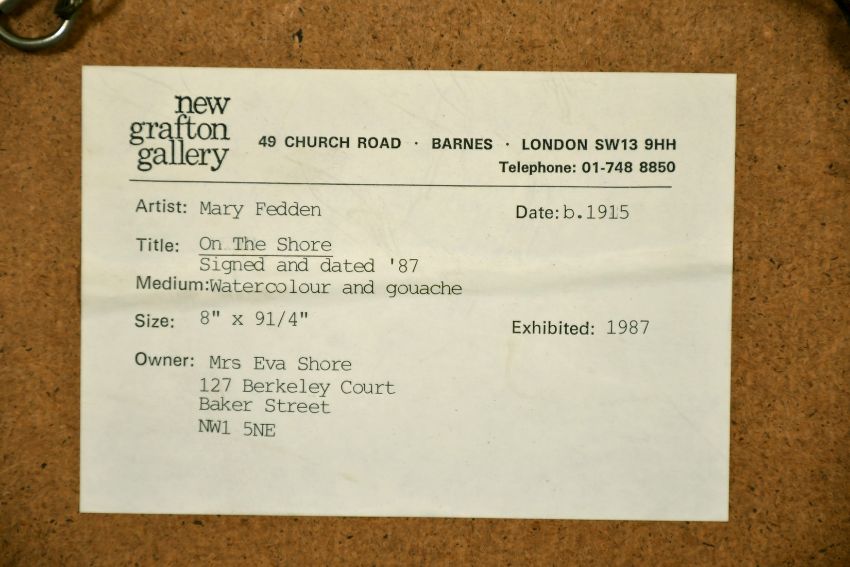 new
grafton
gallery
49 CHURCH ROAD · BARNES · LONDON SW13 9HH
Telephone: 01-748 8850
Artist: Mary Fedden Date: b.1915
Title: On The Shore
Signed and dated '87
Medium: Watercolour and gouache
Size: 8" x 91/4" Exhibited: 1987
Owner: Mrs Eva Shore
127 Berkeley Court
Baker Street
NW1 5NE